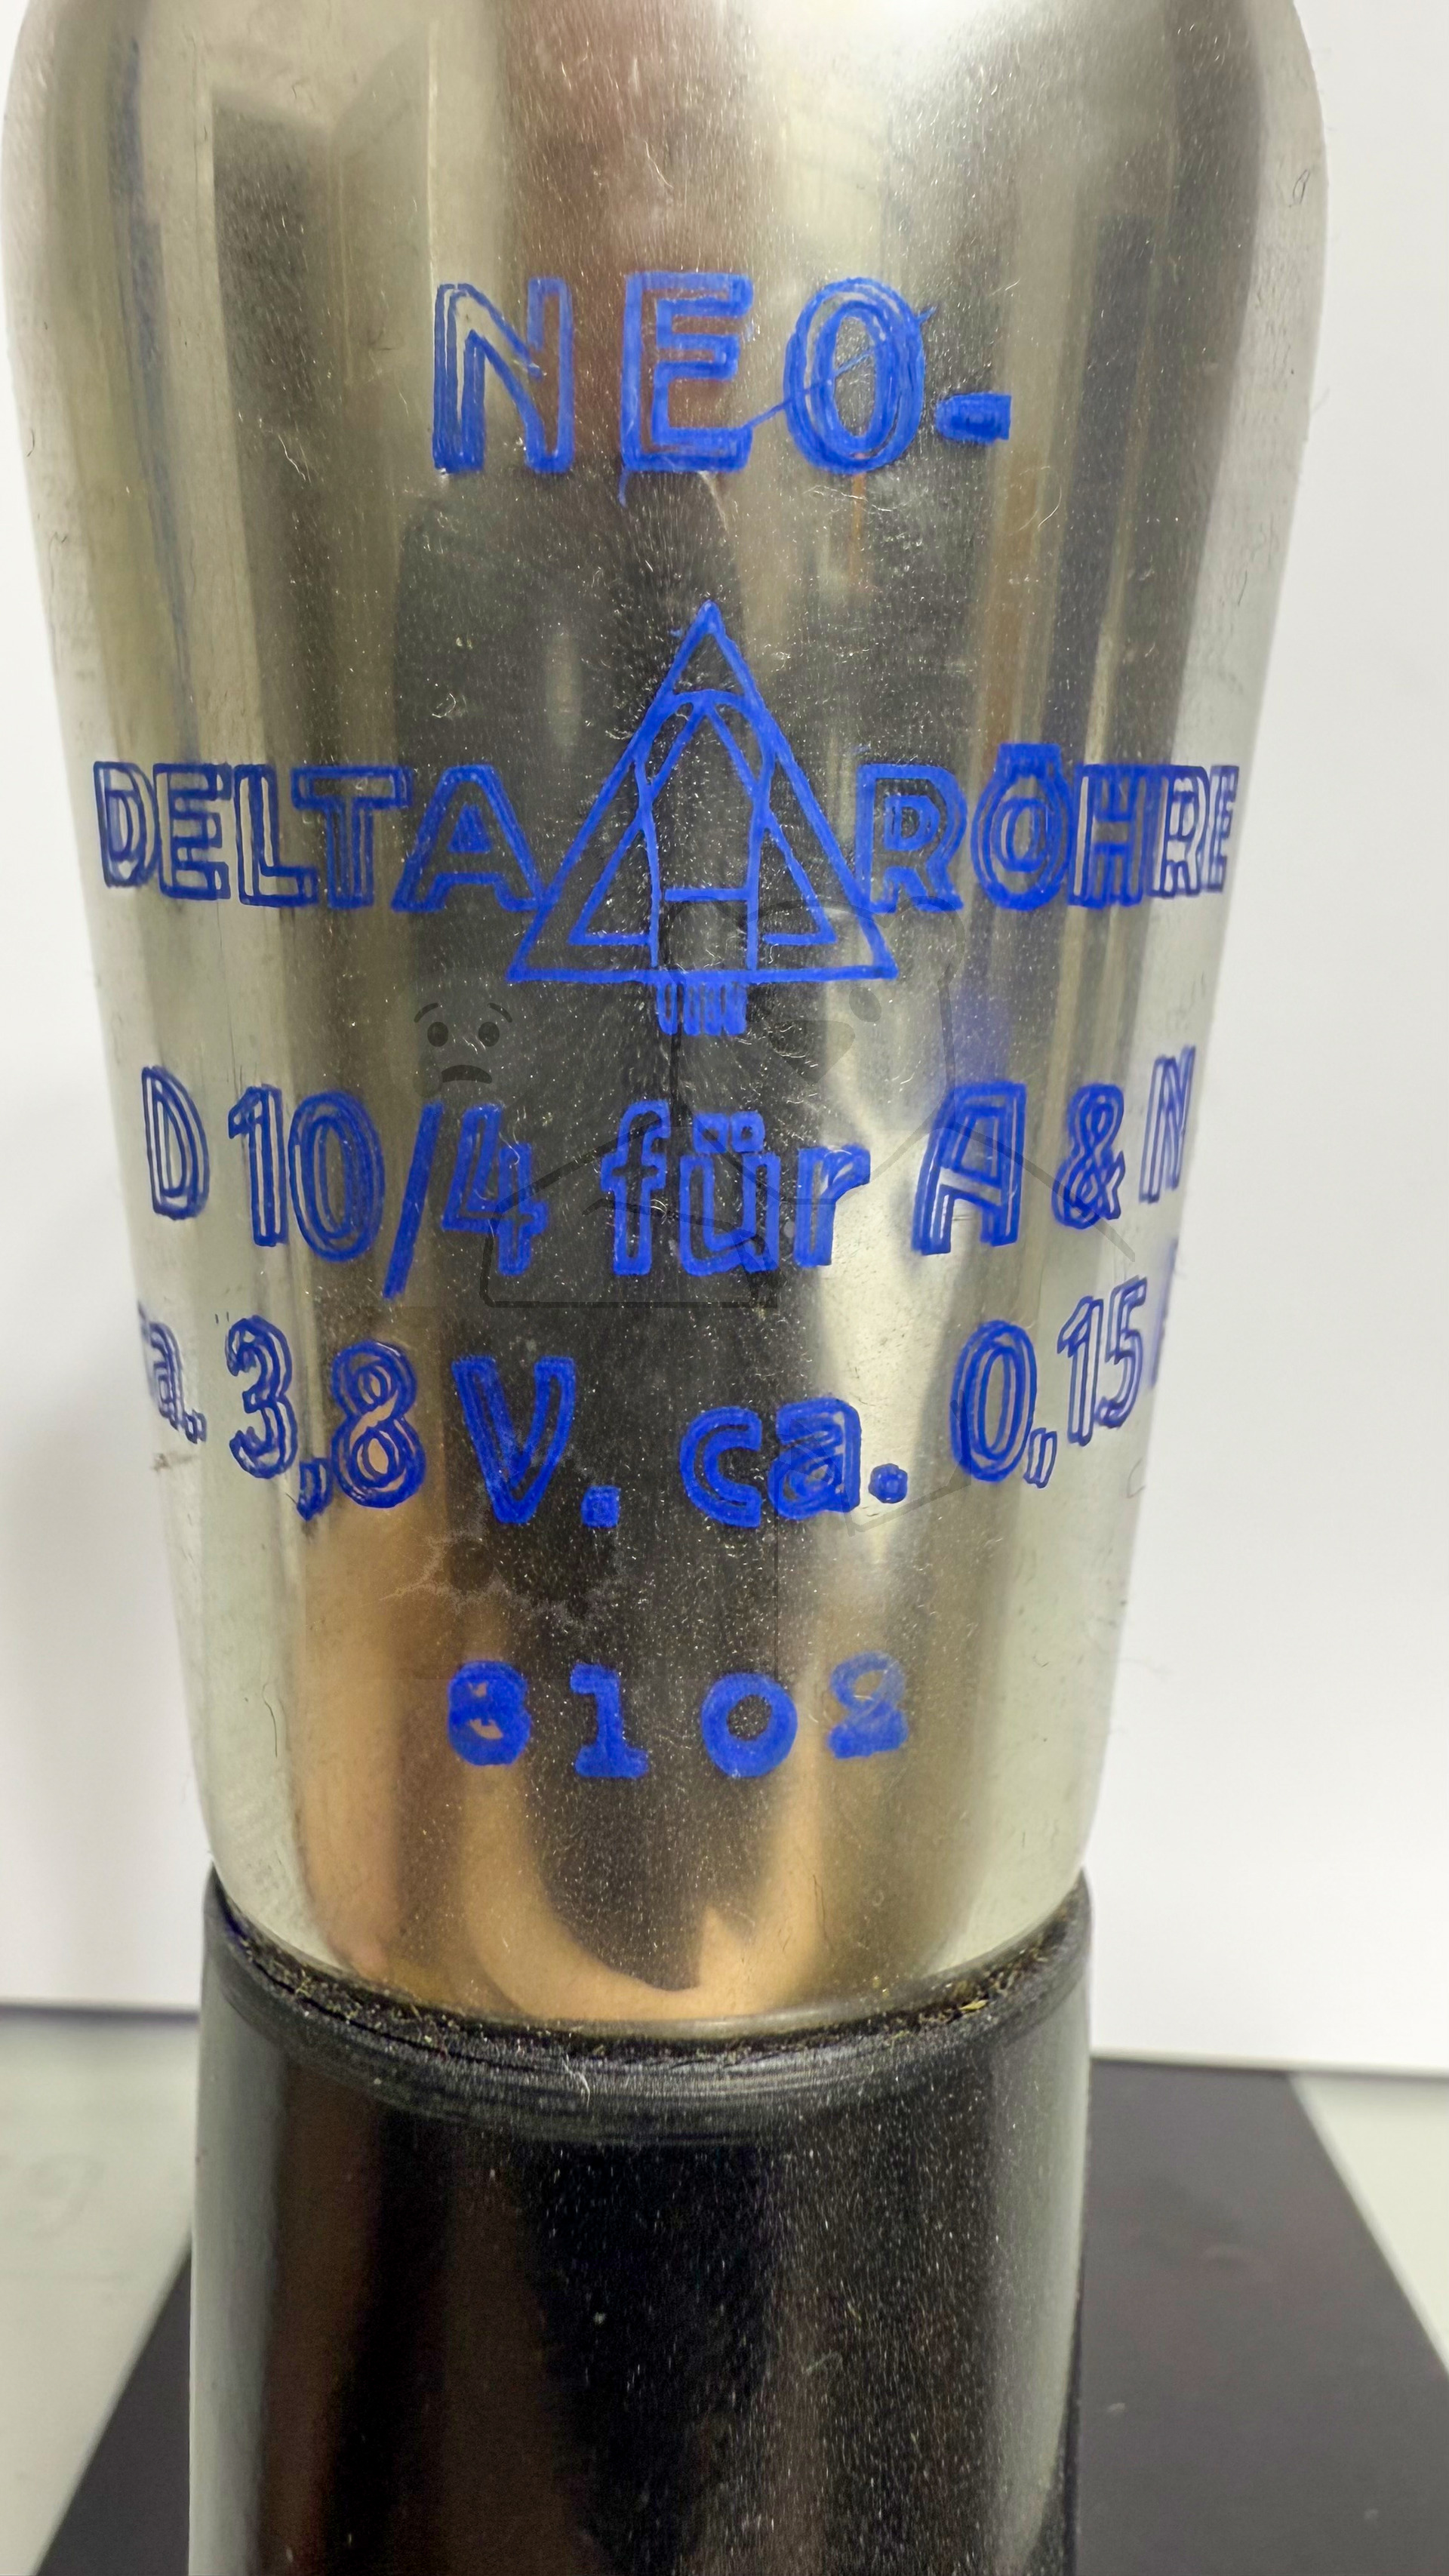 NEO-
DELTA RÖHRE
D 10/4 für A & N
ca. 3,8 V. ca. 0,15
8102